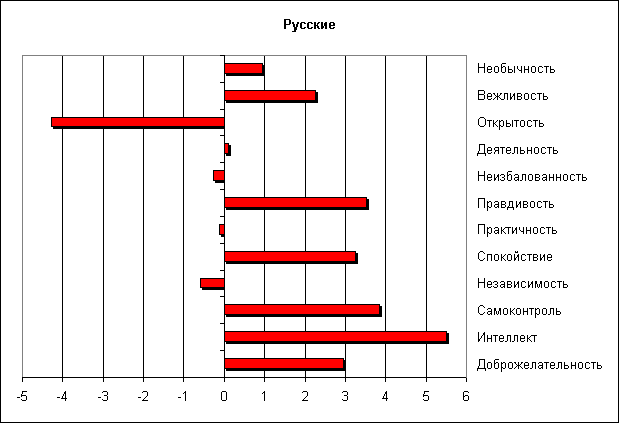 Русские
Необычность
Вежливость
Открытость
Деятельность
Неизбалованность
Правдивость
Практичность
Спокойствие
Независимость
Самоконтроль
Интеллект
Доброжелательность
-5 -4 -3 -2 -1 0 1 2 3 4 5 6